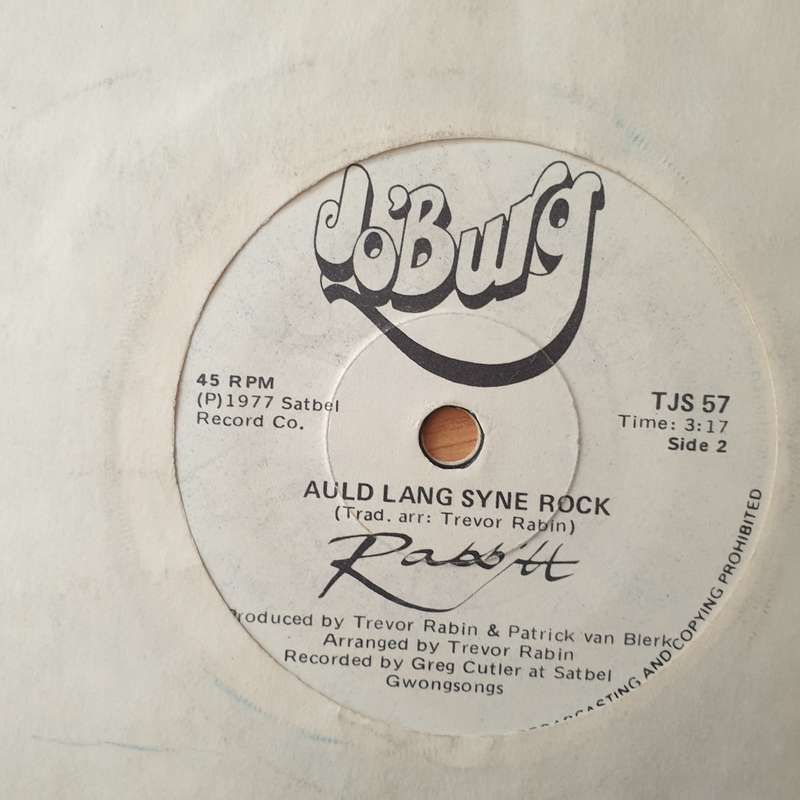 Jo'Burg
45 RPM
(P)1977 Satbel
Record Co.
TJS 57
Time: 3:17
Side 2
AULD LANG SYNE ROCK
(Trad. arr: Trevor Rabin)
Rabbitt
Produced by Trevor Rabin & Patrick van Blerk
Arranged by Trevor Rabin
Recorded by Greg Cutler at Satbel
Gwongsongs
AND COPYING PROHIBITED